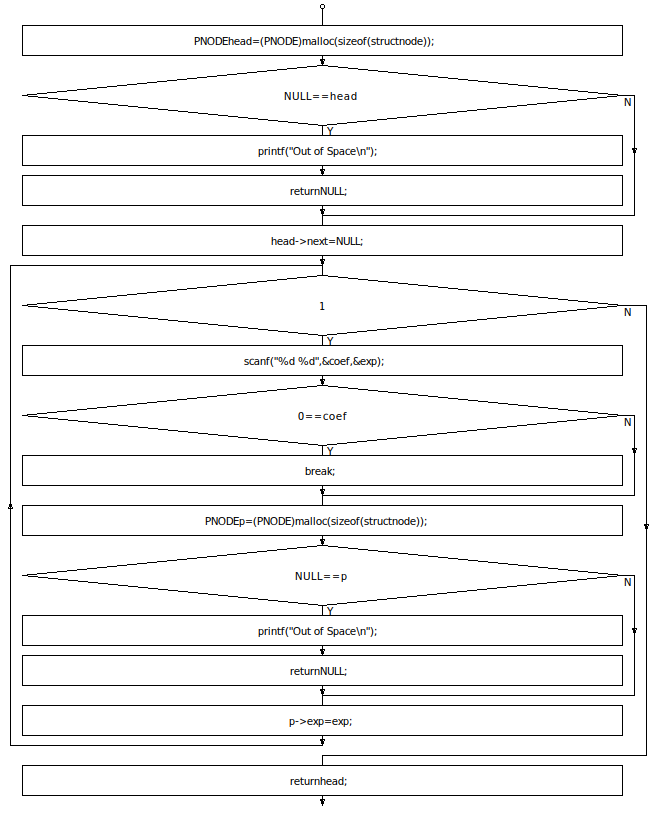 PNODEhead=(PNODE)malloc(sizeof(structnode));
NULL==head
N
Y
printf("Out of Space\n");
returnNULL;
head->next=NULL;
1
N
Y
scanf("%d %d",&coef,&exp);
0==coef
N
Y
break;
PNODEp=(PNODE)malloc(sizeof(structnode));
NULL==p
N
Y
printf("Out of Space\n");
returnNULL;
p->exp=exp;
returnhead;